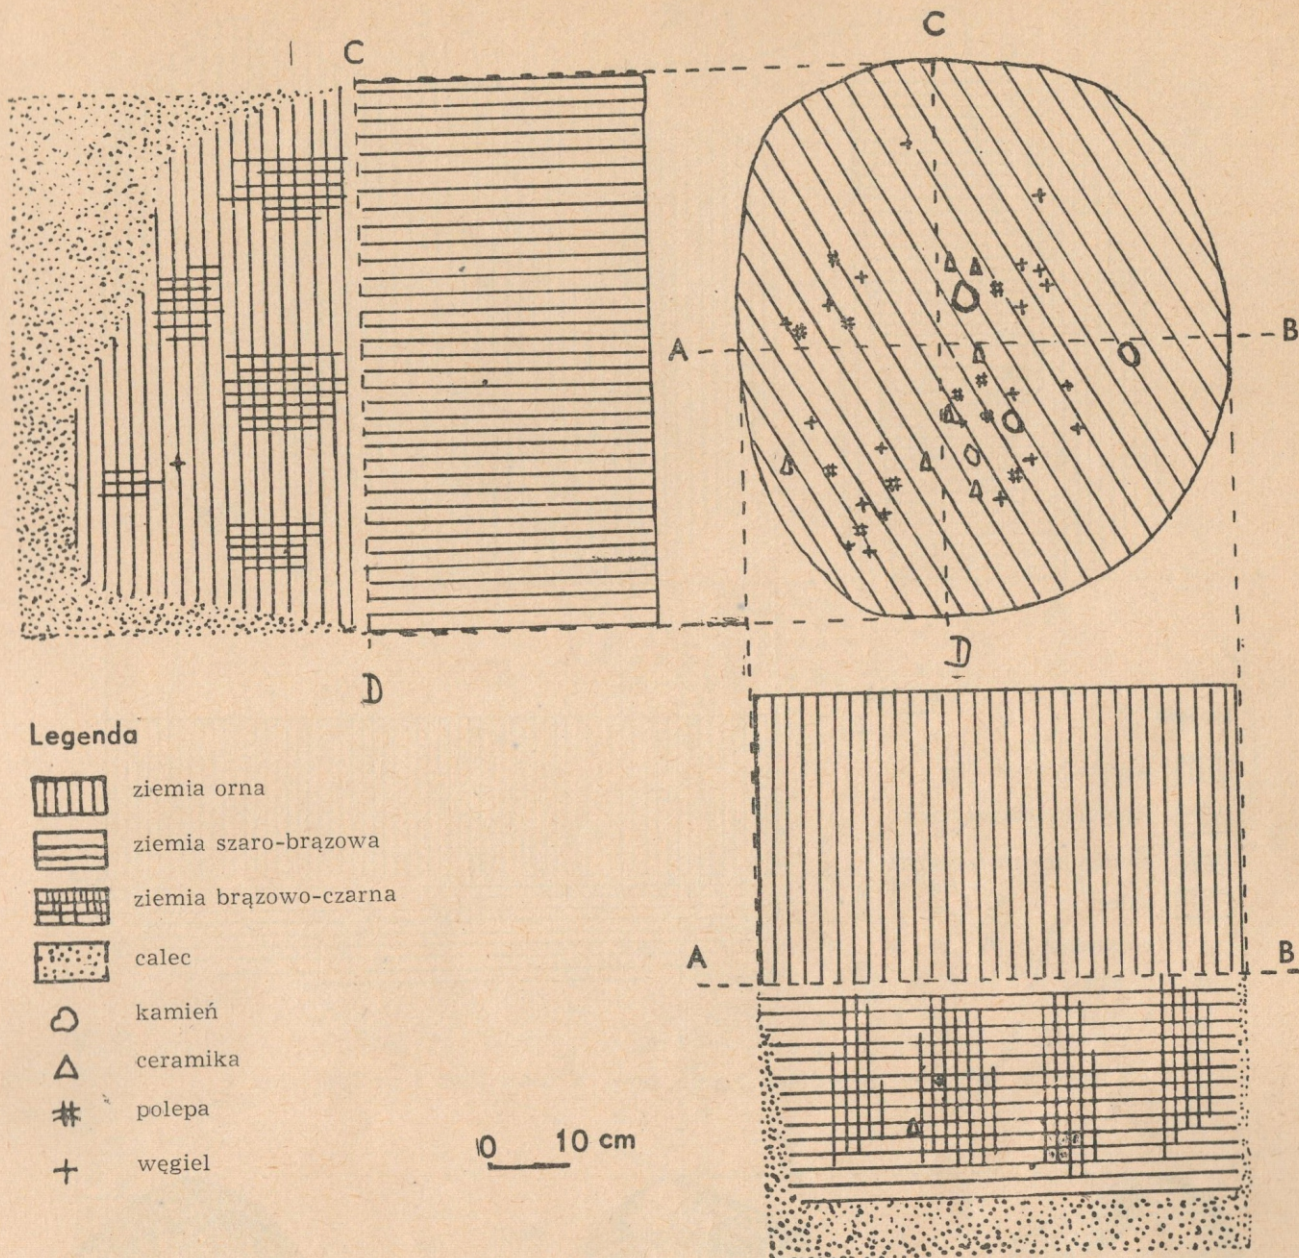 C
C
A
B
D
D
A
B
Legenda
ziemia orna
ziemia szaro-brązowa
ziemia brązowo-czarna
calec
kamień
ceramika
polepa
węgiel
0 10 cm